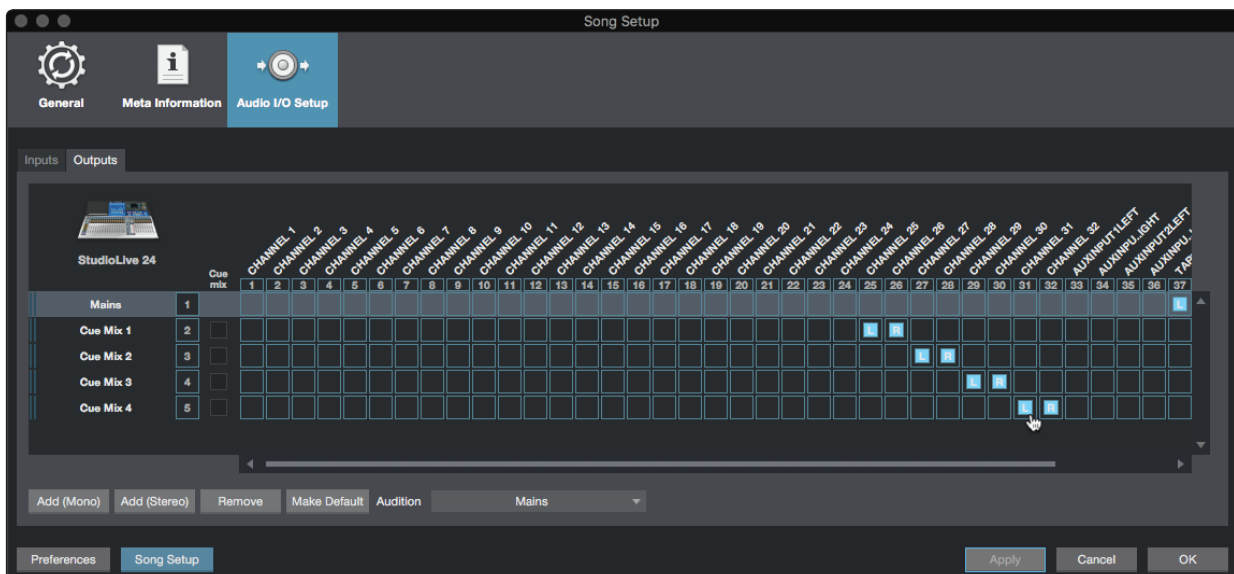 Song Setup
General
Meta Information
Audio I/O Setup
Inputs
Outputs
StudioLive 24
Cue mix
CHANNEL 1
CHANNEL 2
CHANNEL 3
CHANNEL 4
CHANNEL 5
CHANNEL 6
CHANNEL 7
CHANNEL 8
CHANNEL 9
CHANNEL 10
CHANNEL 11
CHANNEL 12
CHANNEL 13
CHANNEL 14
CHANNEL 15
CHANNEL 16
CHANNEL 17
CHANNEL 18
CHANNEL 19
CHANNEL 20
CHANNEL 21
CHANNEL 22
CHANNEL 23
CHANNEL 24
CHANNEL 25
CHANNEL 26
CHANNEL 27
CHANNEL 28
CHANNEL 29
CHANNEL 30
CHANNEL 31
CHANNEL 32
AUXINPUT1LEFT
AUXINPU..IGHT
AUXINPUT2LEFT
AUXINPU..
TAP
1 2 3 4 5 6 7 8 9 10 11 12 13 14 15 16 17 18 19 20 21 22 23 24 25 26 27 28 29 30 31 32 33 34 35 36 37
Mains 1 L
Cue Mix 1 2 L R
Cue Mix 2 3 L R
Cue Mix 3 4 L R
Cue Mix 4 5 L R
Add (Mono) Add (Stereo) Remove Make Default Audition Mains
Preferences Song Setup Apply Cancel OK